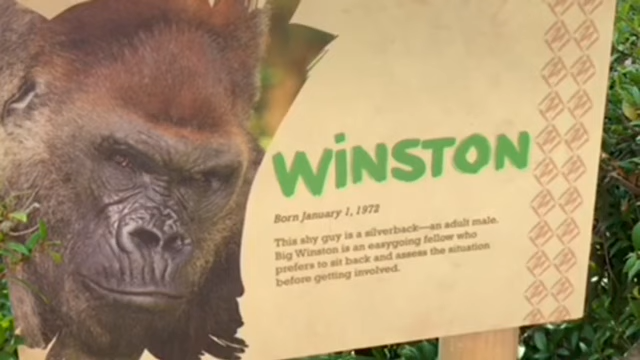 WiNSTON
Born January 1, 1972
This shy guy is a silverback—an adult male.
Big Winston is an easygoing fellow who
prefers to sit back and assess the situation
before getting involved.